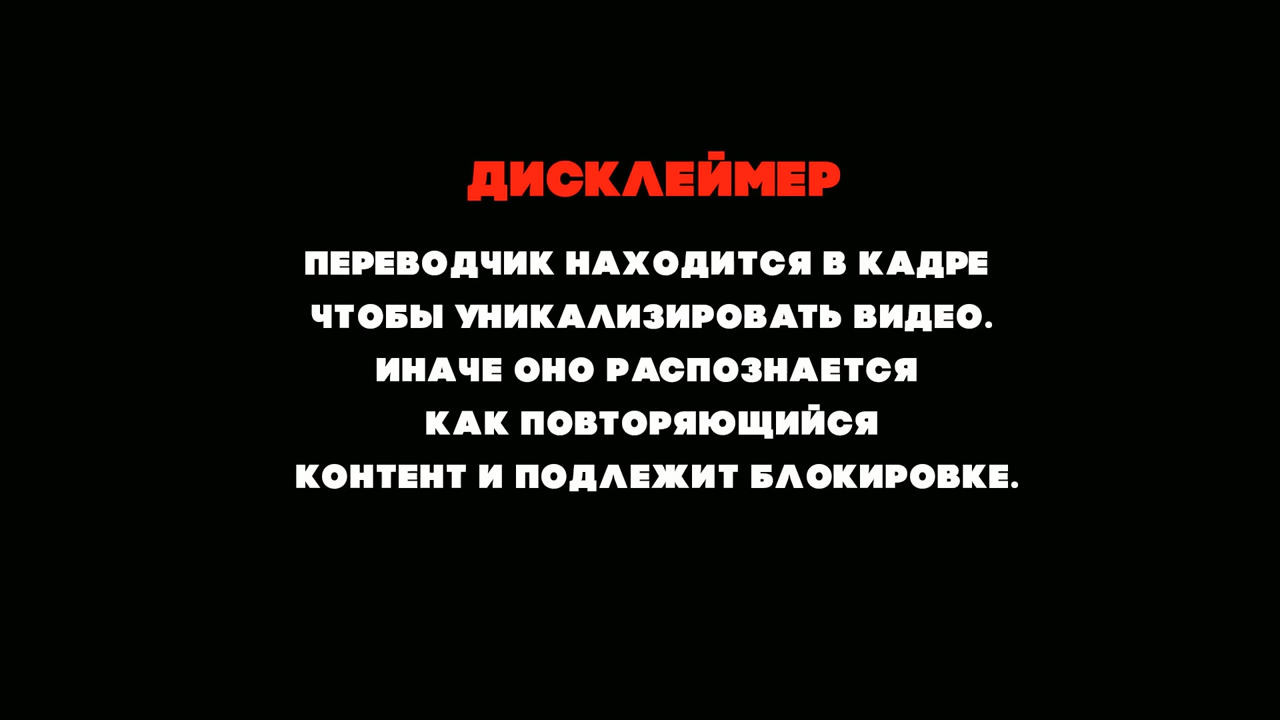 ДИСКЛЕЙМЕР
ПЕРЕВОДЧИК НАХОДИТСЯ В КАДРЕ
ЧТОБЫ УНИКАЛИЗИРОВАТЬ ВИДЕО.
ИНАЧЕ ОНО РАСПОЗНАЕТСЯ
КАК ПОВТОРЯЮЩИЙСЯ
КОНТЕНТ И ПОДЛЕЖИТ БЛОКИРОВКЕ.